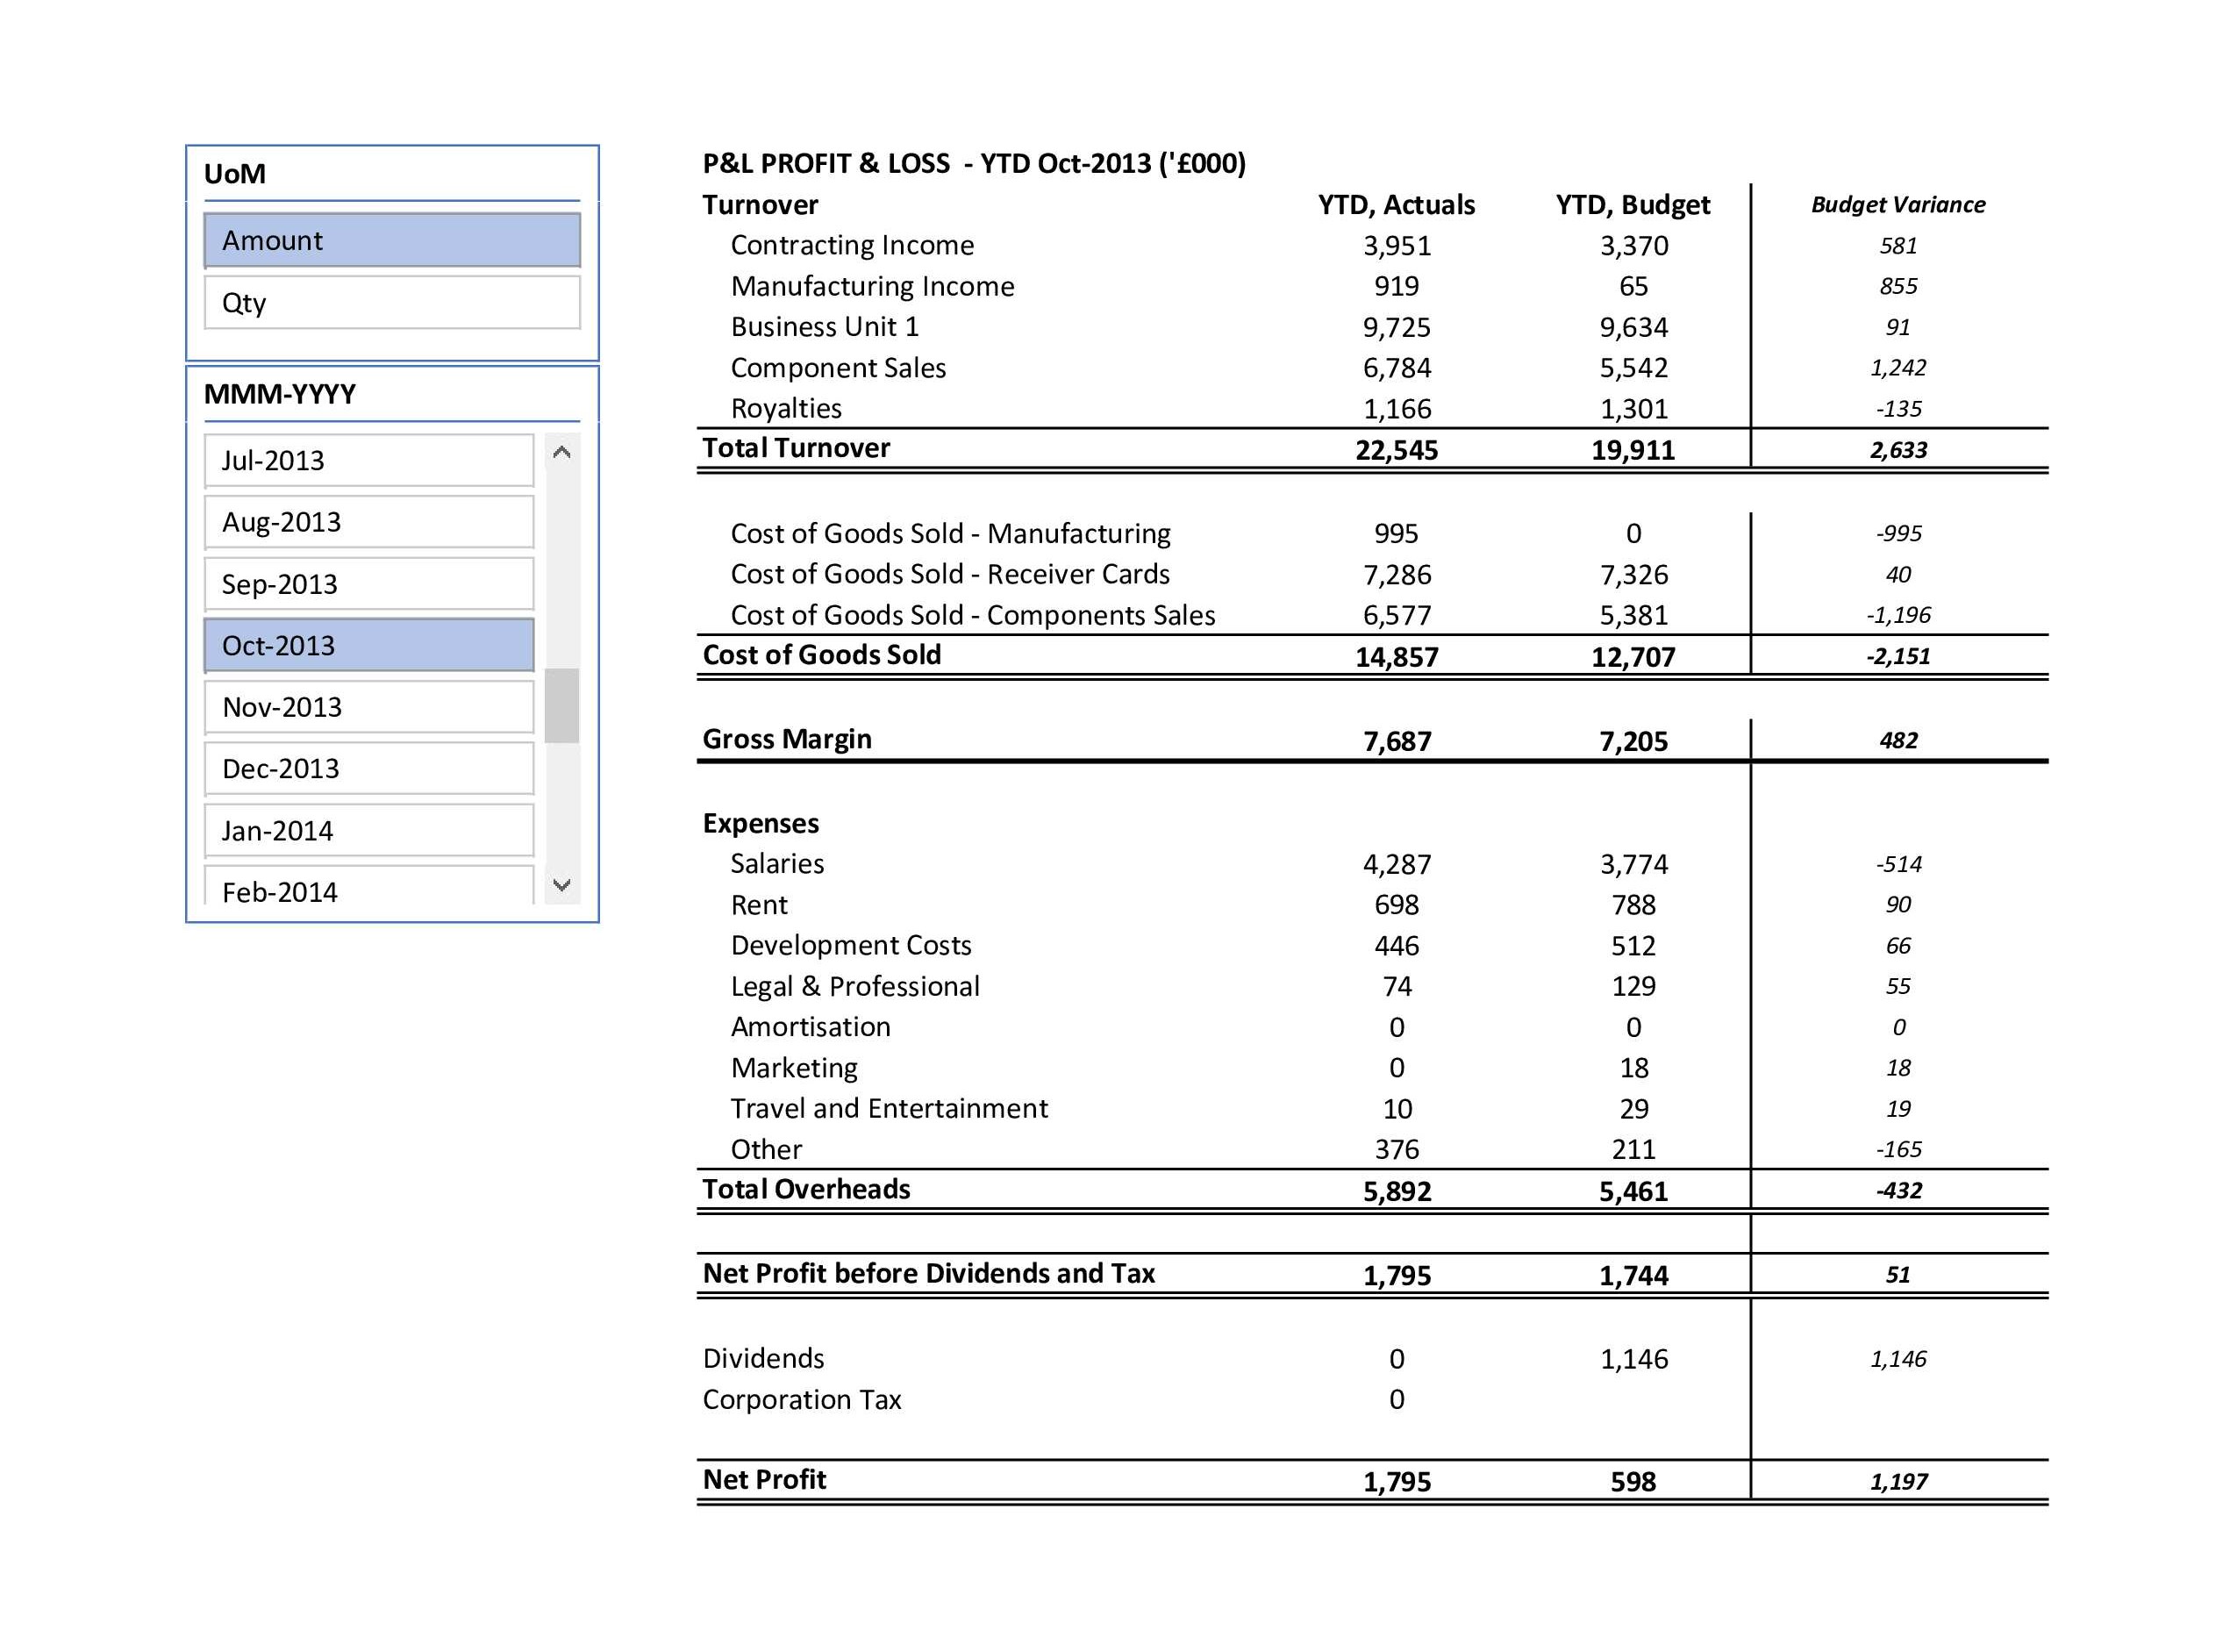 UoM
Amount
Qty
MMM-YYYY
Jul-2013
Aug-2013
Sep-2013
Oct-2013
Nov-2013
Dec-2013
Jan-2014
Feb-2014
P&L PROFIT & LOSS - YTD Oct-2013 ('£000)
Turnover YTD, Actuals YTD, Budget Budget Variance
Contracting Income 3,951 3,370 581
Manufacturing Income 919 65 855
Business Unit 1 9,725 9,634 91
Component Sales 6,784 5,542 1,242
Royalties 1,166 1,301 -135
Total Turnover 22,545 19,911 2,633
Cost of Goods Sold - Manufacturing 995 0 -995
Cost of Goods Sold - Receiver Cards 7,286 7,326 40
Cost of Goods Sold - Components Sales 6,577 5,381 -1,196
Cost of Goods Sold 14,857 12,707 -2,151
Gross Margin 7,687 7,205 482
Expenses
Salaries 4,287 3,774 -514
Rent 698 788 90
Development Costs 446 512 66
Legal & Professional 74 129 55
Amortisation 0 0 0
Marketing 0 18 18
Travel and Entertainment 10 29 19
Other 376 211 -165
Total Overheads 5,892 5,461 -432
Net Profit before Dividends and Tax 1,795 1,744 51
Dividends 0 1,146 1,146
Corporation Tax 0
Net Profit 1,795 598 1,197